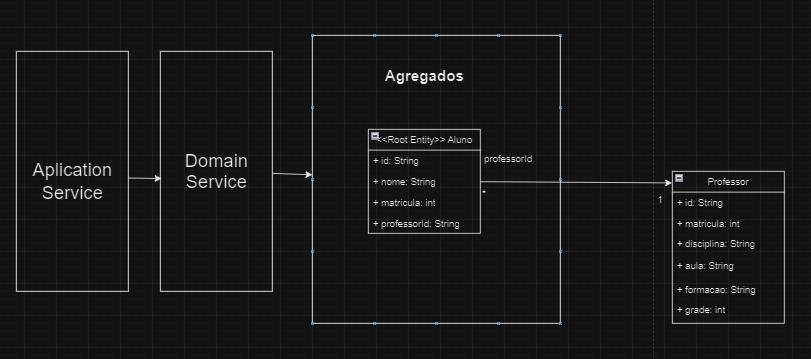 Aplication
Service
Domain
Service
Agregados
<<Root Entity>> Aluno
+ id: String
+ nome: String
+ matricula: int
+ professorId: String
professorId
*
1
Professor
+ id: String
+ matricula: int
+ disciplina: String
+ aula: String
+ formacao: String
+ grade: int